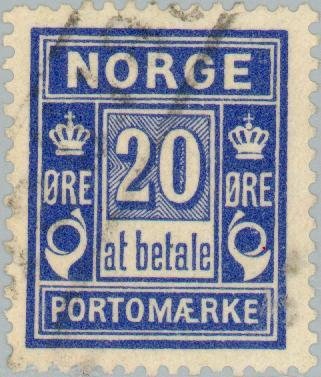 NORGE
ØRE 20 ØRE
at betale
PORTOMÆRKE